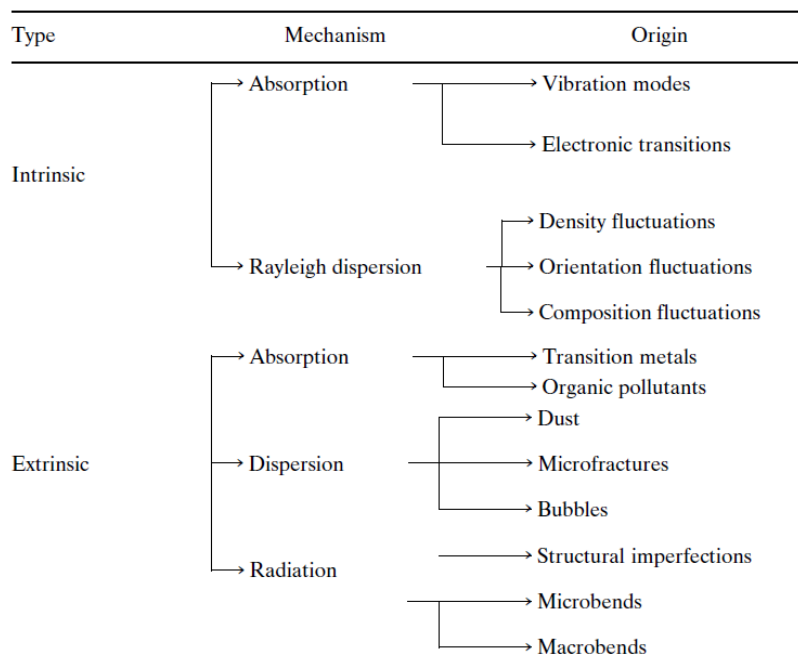 Type Mechanism Origin
Absorption Vibration modes
Electronic transitions
Intrinsic
Density fluctuations
Rayleigh dispersion Orientation fluctuations
Composition fluctuations
Absorption Transition metals
Organic pollutants
Dust
Extrinsic Dispersion Microfractures
Bubbles
Structural imperfections
Radiation
Microbends
Macrobends